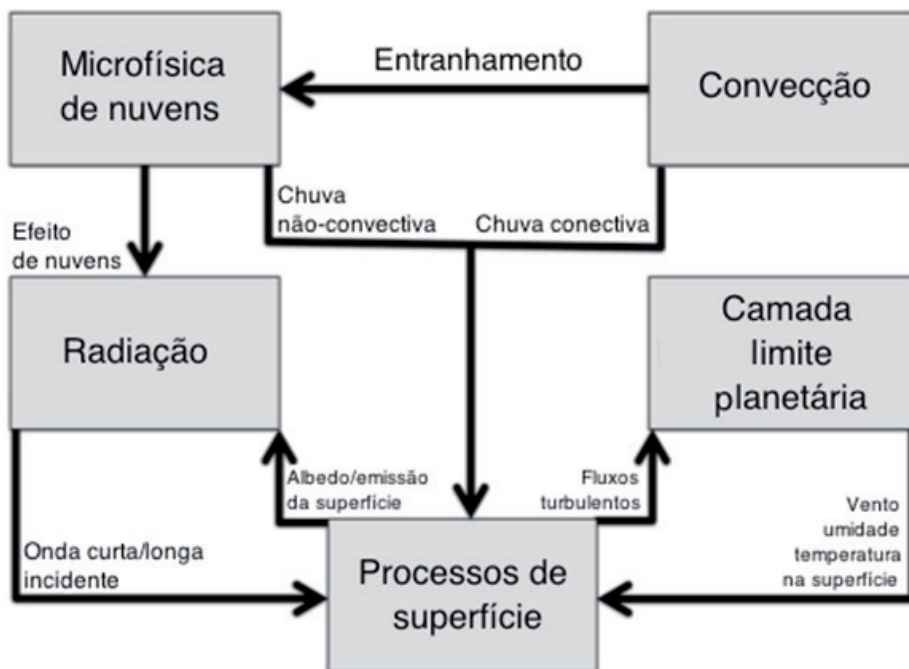 Microfísica
de nuvens
Entranhamento
Convecção
Chuva
não-convectiva
Chuva conectiva
Efeito
de nuvens
Radiação
Camada
limite
planetária
Albedo/emissão
da superfície
Fluxos
turbulentos
Onda curta/longa
incidente
Processos de
superfície
Vento
umidade
temperatura
na superfície